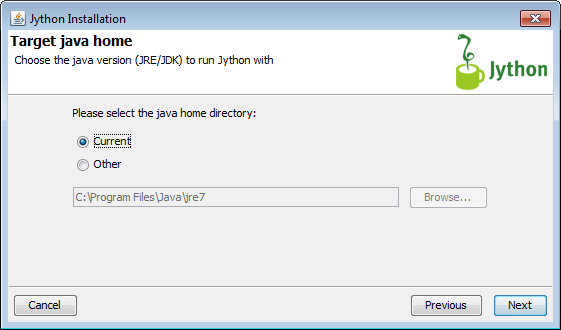 Jython Installation
Target java home
Choose the java version (JRE/JDK) to run Jython with
Jython
Please select the java home directory:
Current
Other
C:\Program Files\Java\jre7
Browse...
Cancel
Previous
Next